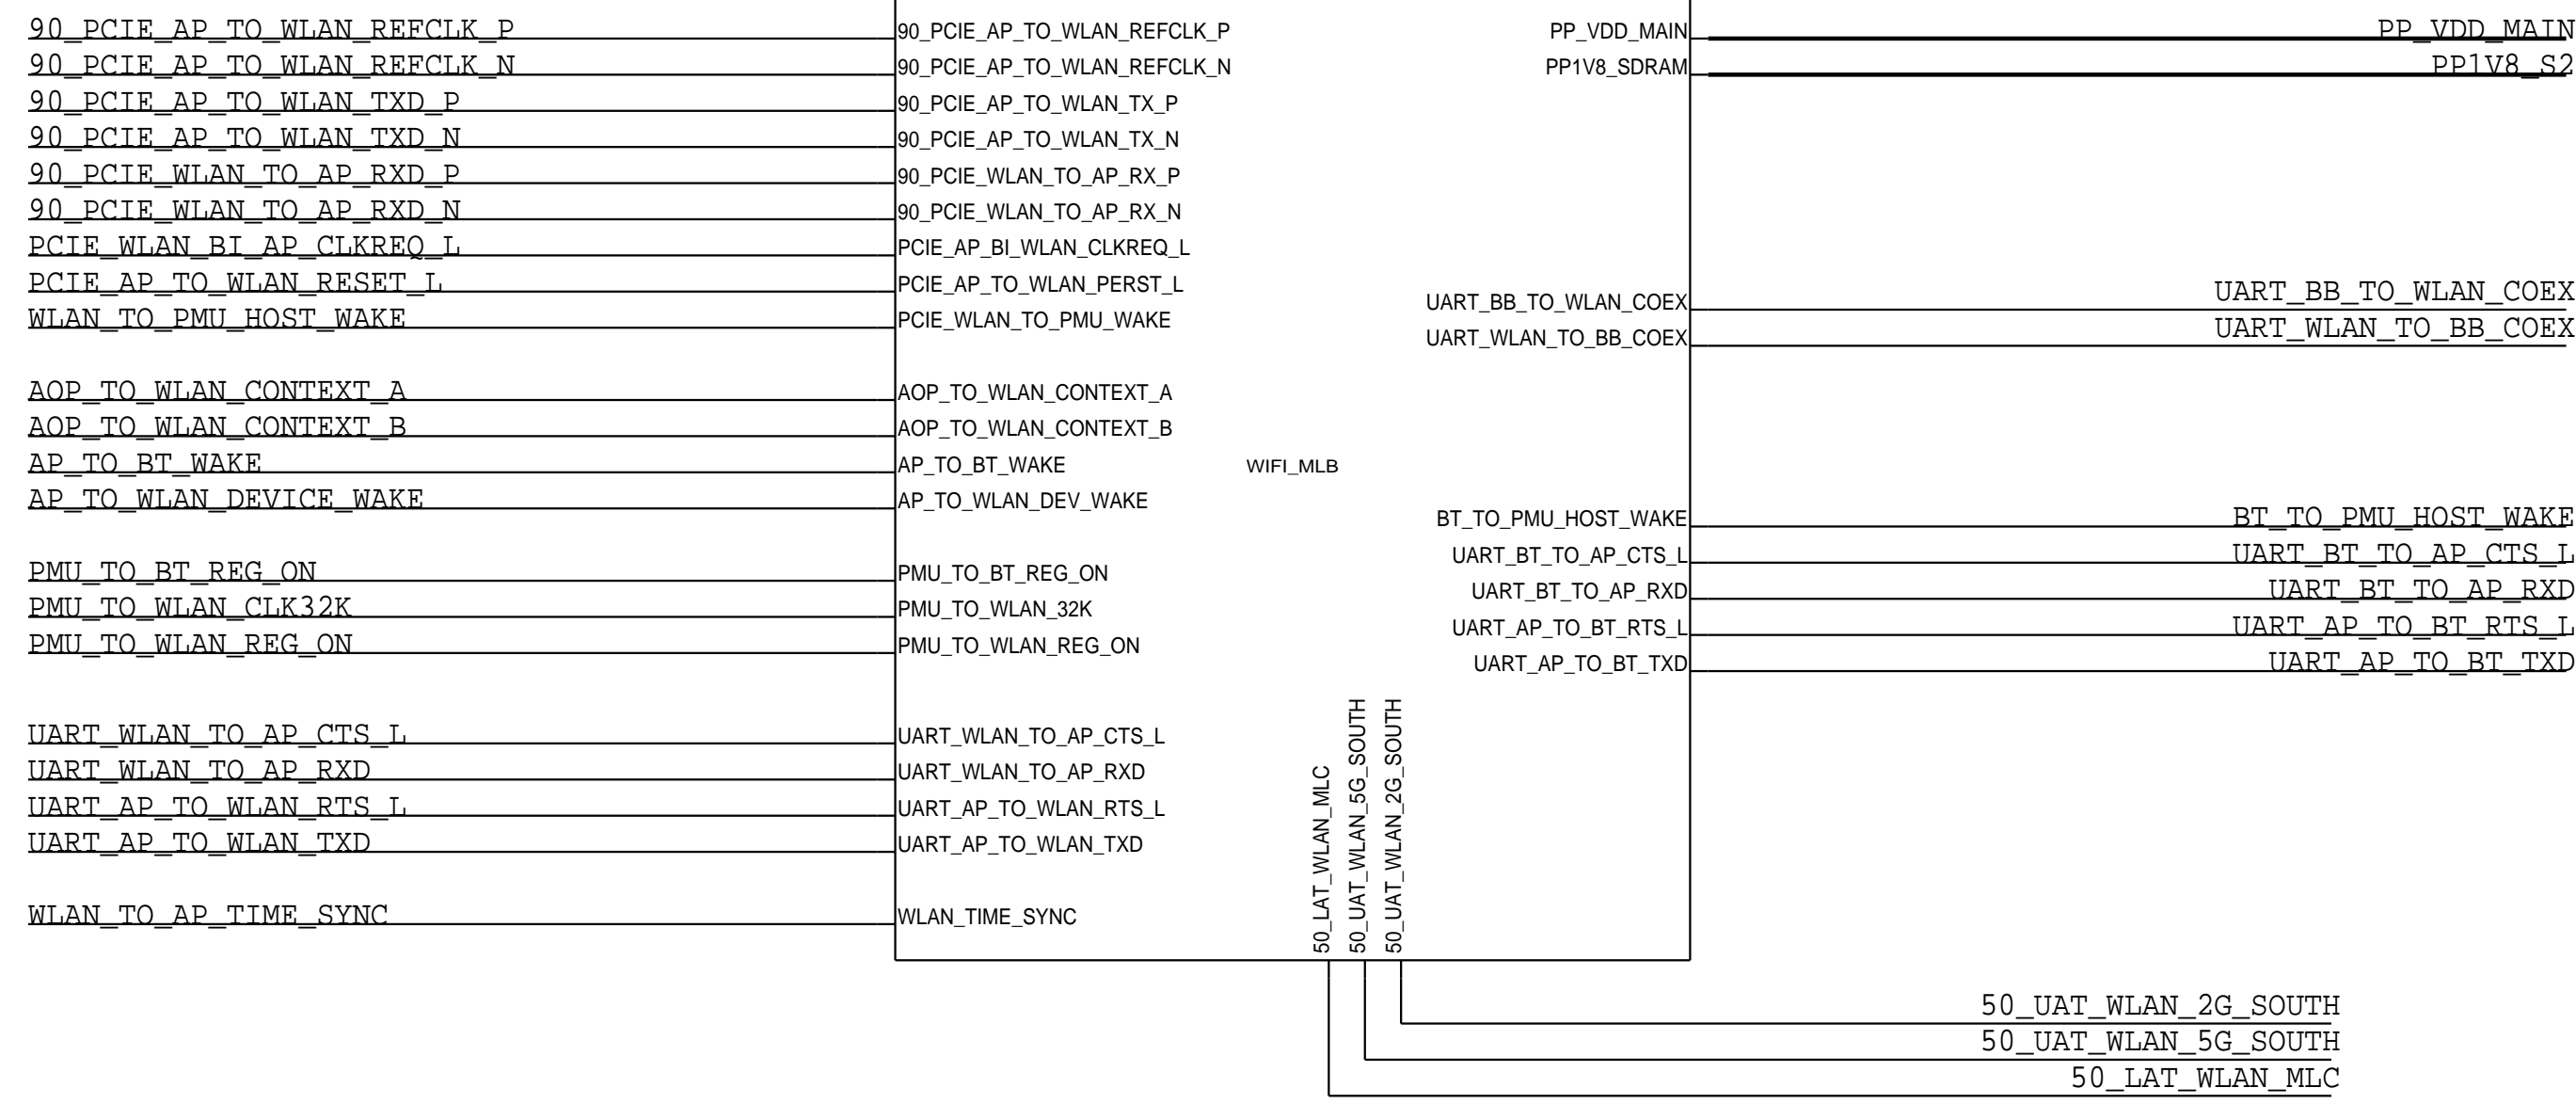 90_PCIE_AP_TO_WLAN_REFCLK_P 90_PCIE_AP_TO_WLAN_REFCLK_P PP_VDD_MAIN PP_VDD_MAIN
90_PCIE_AP_TO_WLAN_REFCLK_N 90_PCIE_AP_TO_WLAN_REFCLK_N PP1V8_SDRAM PP1V8_S2
90_PCIE_AP_TO_WLAN_TXD_P 90_PCIE_AP_TO_WLAN_TX_P
90_PCIE_AP_TO_WLAN_TXD_N 90_PCIE_AP_TO_WLAN_TX_N
90_PCIE_WLAN_TO_AP_RXD_P 90_PCIE_WLAN_TO_AP_RX_P
90_PCIE_WLAN_TO_AP_RXD_N 90_PCIE_WLAN_TO_AP_RX_N
PCIE_WLAN_BI_AP_CLKREQ_L PCIE_AP_BI_WLAN_CLKREQ_L
PCIE_AP_TO_WLAN_RESET_L PCIE_AP_TO_WLAN_PERST_L
UART_BB_TO_WLAN_COEX UART_BB_TO_WLAN_COEX
WLAN_TO_PMU_HOST_WAKE PCIE_WLAN_TO_PMU_WAKE
UART_WLAN_TO_BB_COEX UART_WLAN_TO_BB_COEX
AOP_TO_WLAN_CONTEXT_A AOP_TO_WLAN_CONTEXT_A
AOP_TO_WLAN_CONTEXT_B AOP_TO_WLAN_CONTEXT_B
AP_TO_BT_WAKE AP_TO_BT_WAKE WIFI_MLB
AP_TO_WLAN_DEVICE_WAKE AP_TO_WLAN_DEV_WAKE
BT_TO_PMU_HOST_WAKE BT_TO_PMU_HOST_WAKE
UART_BT_TO_AP_CTS_L UART_BT_TO_AP_CTS_L
PMU_TO_BT_REG_ON PMU_TO_BT_REG_ON
UART_BT_TO_AP_RXD UART_BT_TO_AP_RXD
PMU_TO_WLAN_CLK32K PMU_TO_WLAN_32K
UART_AP_TO_BT_RTS_L UART_AP_TO_BT_RTS_L
PMU_TO_WLAN_REG_ON PMU_TO_WLAN_REG_ON
UART_AP_TO_BT_TXD UART_AP_TO_BT_TXD
UART_WLAN_TO_AP_CTS_L UART_WLAN_TO_AP_CTS_L
UART_WLAN_TO_AP_RXD UART_WLAN_TO_AP_RXD
UART_AP_TO_WLAN_RTS_L UART_AP_TO_WLAN_RTS_L
UART_AP_TO_WLAN_TXD UART_AP_TO_WLAN_TXD
WLAN_TO_AP_TIME_SYNC WLAN_TIME_SYNC
50_LAT_WLAN_MLC
50_UAT_WLAN_5G_SOUTH
50_UAT_WLAN_2G_SOUTH
50_UAT_WLAN_2G_SOUTH
50_UAT_WLAN_5G_SOUTH
50_LAT_WLAN_MLC